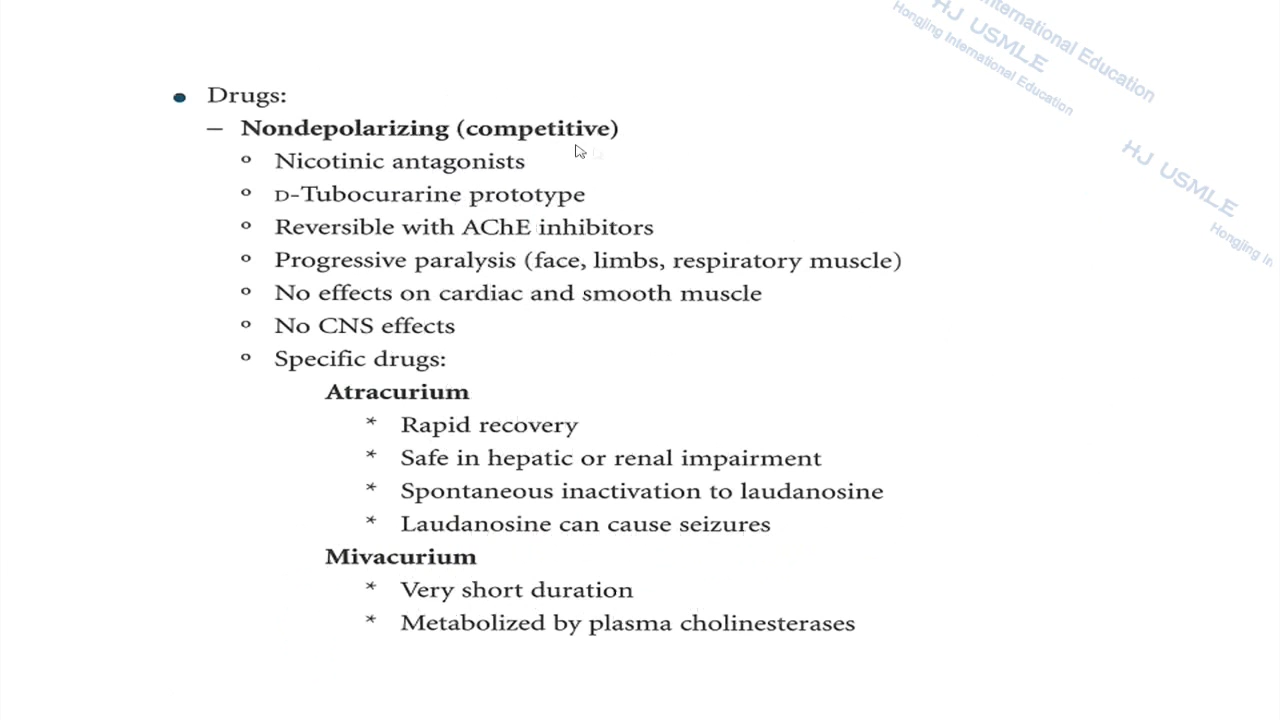 International Education
HJ USMLE
Hongjing International Education
HJ USMLE
Hongjing In
• Drugs:
– Nondepolarizing (competitive)
° Nicotinic antagonists
° D-Tubocurarine prototype
° Reversible with AChE inhibitors
° Progressive paralysis (face, limbs, respiratory muscle)
° No effects on cardiac and smooth muscle
° No CNS effects
° Specific drugs:
Atracurium
* Rapid recovery
* Safe in hepatic or renal impairment
* Spontaneous inactivation to laudanosine
* Laudanosine can cause seizures
Mivacurium
* Very short duration
* Metabolized by plasma cholinesterases